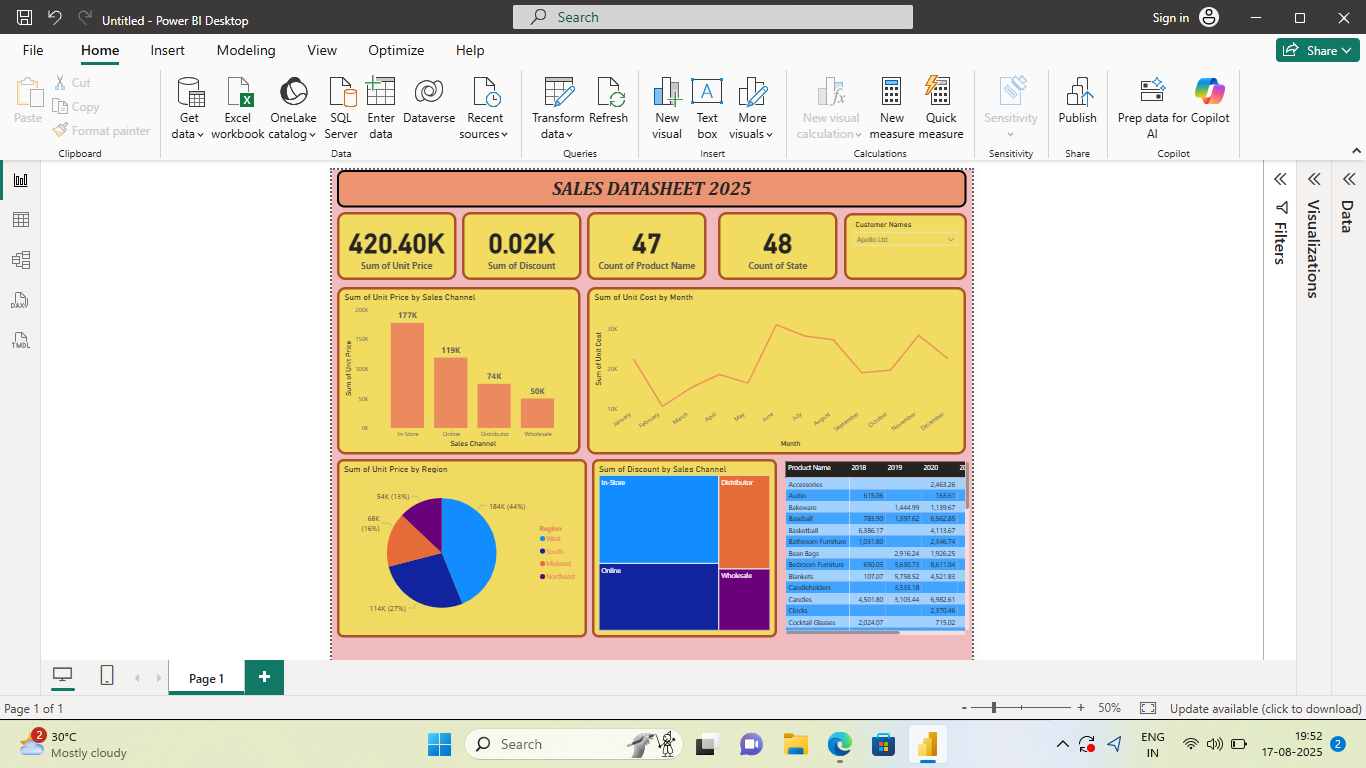 Untitled - Power BI Desktop
Search
Sign in
File Home Insert Modeling View Optimize Help
Share
Paste
Cut
Copy
Format painter
Clipboard
Get data
Excel workbook
OneLake catalog
SQL Server
Enter data
Dataverse
Recent sources
Data
Transform data
Refresh
Queries
New visual
Text box
More visuals
Insert
New visual calculation
New measure
Quick measure
Calculations
Sensitivity
Sensitivity
Publish
Share
Prep data for AI
Copilot
Copilot
DAX
TMDL
SALES DATASHEET 2025
420.40K
Sum of Unit Price
0.02K
Sum of Discount
47
Count of Product Name
48
Count of State
Customer Names
Apollo Ltd
Sum of Unit Price by Sales Channel
Sum of Unit Price
200K
150K
100K
50K
0K
177K
119K
74K
50K
In-Store Online Distributor Wholesale
Sales Channel
Sum of Unit Cost by Month
Sum of Unit Cost
30K
20K
10K
January February March April May June July August September October November December
Month
Sum of Unit Price by Region
54K (13%)
184K (44%)
68K (16%)
114K (27%)
Region
West
South
Midwest
Northeast
Sum of Discount by Sales Channel
In-Store
Distributor
Online
Wholesale
Product Name 2018 2019 2020 20
Accessories 2,463.26
Audio 615.06 163.61
Bakeware 1,444.99 1,139.67
Baseball 783.90 1,397.62 6,562.85
Basketball 6,386.17 4,113.67
Bathroom Furniture 1,031.80 2,346.74
Bean Bags 2,916.24 1,926.25
Bedroom Furniture 650.03 3,630.73 8,611.04
Blankets 107.07 5,758.52 4,521.83
Candleholders 3,533.18
Candles 4,501.80 3,103.44 6,982.61
Clocks 2,370.46
Cocktail Glasses 2,024.07 715.02
Filters
Visualizations
Data
Page 1
Page 1 of 1
- + 50%
Update available (click to download)
2
30°C
Mostly cloudy
Search
ENG
IN
19:52
17-08-2025
2